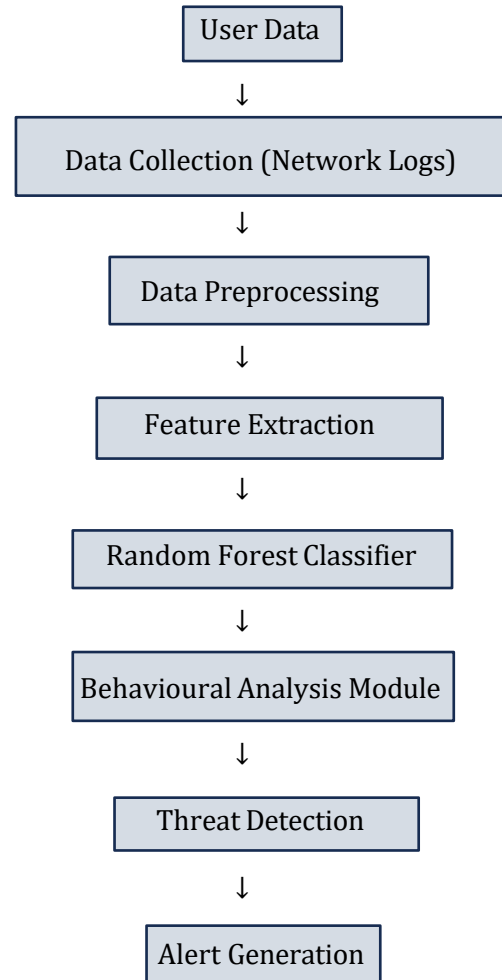 User Data
↓
Data Collection (Network Logs)
↓
Data Preprocessing
↓
Feature Extraction
↓
Random Forest Classifier
↓
Behavioural Analysis Module
↓
Threat Detection
↓
Alert Generation